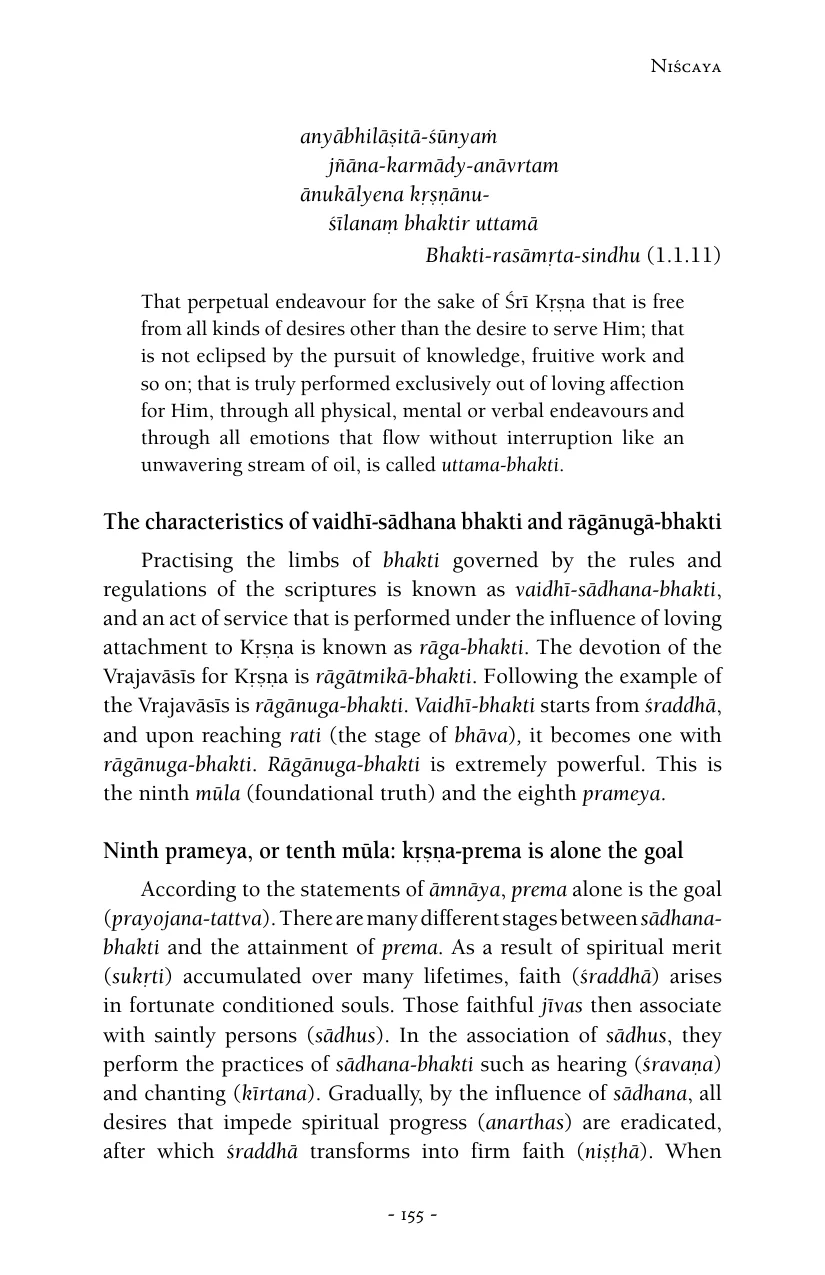 Niścaya
anyābhilāṣitā-śūnyaṁ
jñāna-karmādy-anāvrtam
ānukālyena kṛṣṇānu-
śīlanaṃ bhaktir uttamā
Bhakti-rasāmṛta-sindhu (1.1.11)
That perpetual endeavour for the sake of Śrī Kṛṣṇa that is free
from all kinds of desires other than the desire to serve Him; that
is not eclipsed by the pursuit of knowledge, fruitive work and
so on; that is truly performed exclusively out of loving affection
for Him, through all physical, mental or verbal endeavours and
through all emotions that flow without interruption like an
unwavering stream of oil, is called uttama-bhakti.
The characteristics of vaidhī-sādhana bhakti and rāgānugā-bhakti
Practising the limbs of bhakti governed by the rules and
regulations of the scriptures is known as vaidhī-sādhana-bhakti,
and an act of service that is performed under the influence of loving
attachment to Kṛṣṇa is known as rāga-bhakti. The devotion of the
Vrajavāsīs for Kṛṣṇa is rāgātmikā-bhakti. Following the example of
the Vrajavāsīs is rāgānuga-bhakti. Vaidhī-bhakti starts from śraddhā,
and upon reaching rati (the stage of bhāva), it becomes one with
rāgānuga-bhakti. Rāgānuga-bhakti is extremely powerful. This is
the ninth mūla (foundational truth) and the eighth prameya.
Ninth prameya, or tenth mūla: kṛṣṇa-prema is alone the goal
According to the statements of āmnāya, prema alone is the goal
(prayojana-tattva). There are many different stages between sādhana-
bhakti and the attainment of prema. As a result of spiritual merit
(sukṛti) accumulated over many lifetimes, faith (śraddhā) arises
in fortunate conditioned souls. Those faithful jīvas then associate
with saintly persons (sādhus). In the association of sādhus, they
perform the practices of sādhana-bhakti such as hearing (śravaṇa)
and chanting (kīrtana). Gradually, by the influence of sādhana, all
desires that impede spiritual progress (anarthas) are eradicated,
after which śraddhā transforms into firm faith (niṣṭhā). When
- 155 -